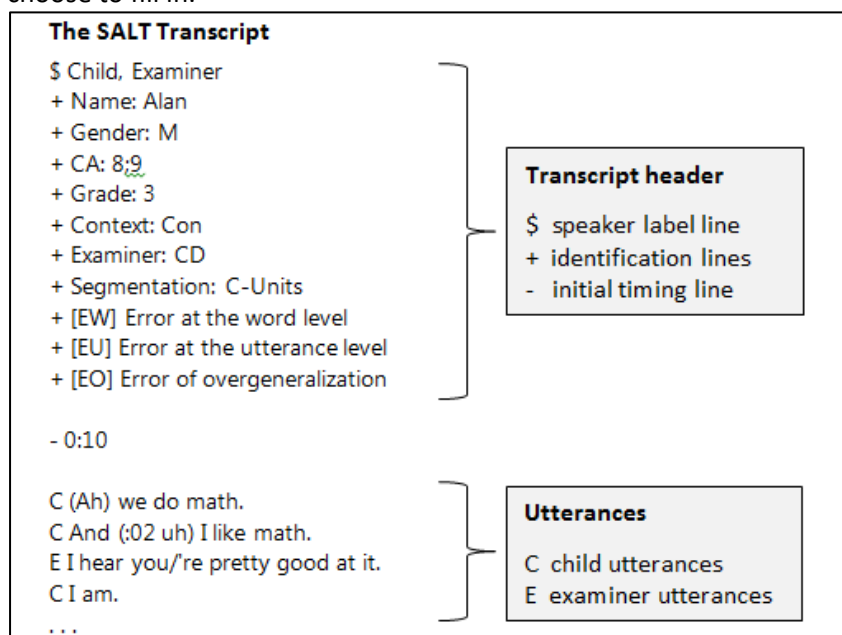 The SALT Transcript
$ Child, Examiner
+ Name: Alan
+ Gender: M
+ CA: 8;9
+ Grade: 3
+ Context: Con
+ Examiner: CD
+ Segmentation: C-Units
+ [EW] Error at the word level
+ [EU] Error at the utterance level
+ [EO] Error of overgeneralization
- 0:10
C (Ah) we do math.
C And (:02 uh) I like math.
E I hear you/'re pretty good at it.
C I am.
. . .
Transcript header
$ speaker label line
+ identification lines
- initial timing line
Utterances
C child utterances
E examiner utterances